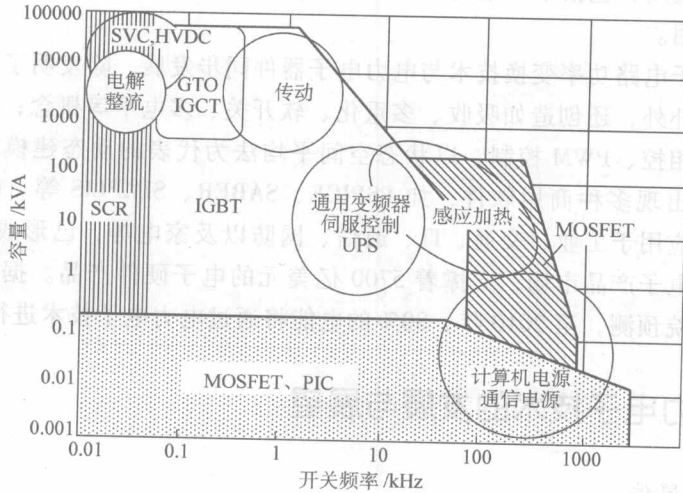 100000
10000
1000
100
10
1
0.1
0.01
0.001
容量/kVA
SVC,HVDC
电解
整流
GTO
IGCT
传动
SCR
IGBT
通用变频器
伺服控制
UPS
感应加热
MOSFET
MOSFET、PIC
计算机电源
通信电源
0.01
0.1
1
10
100
1000
开关频率/kHz